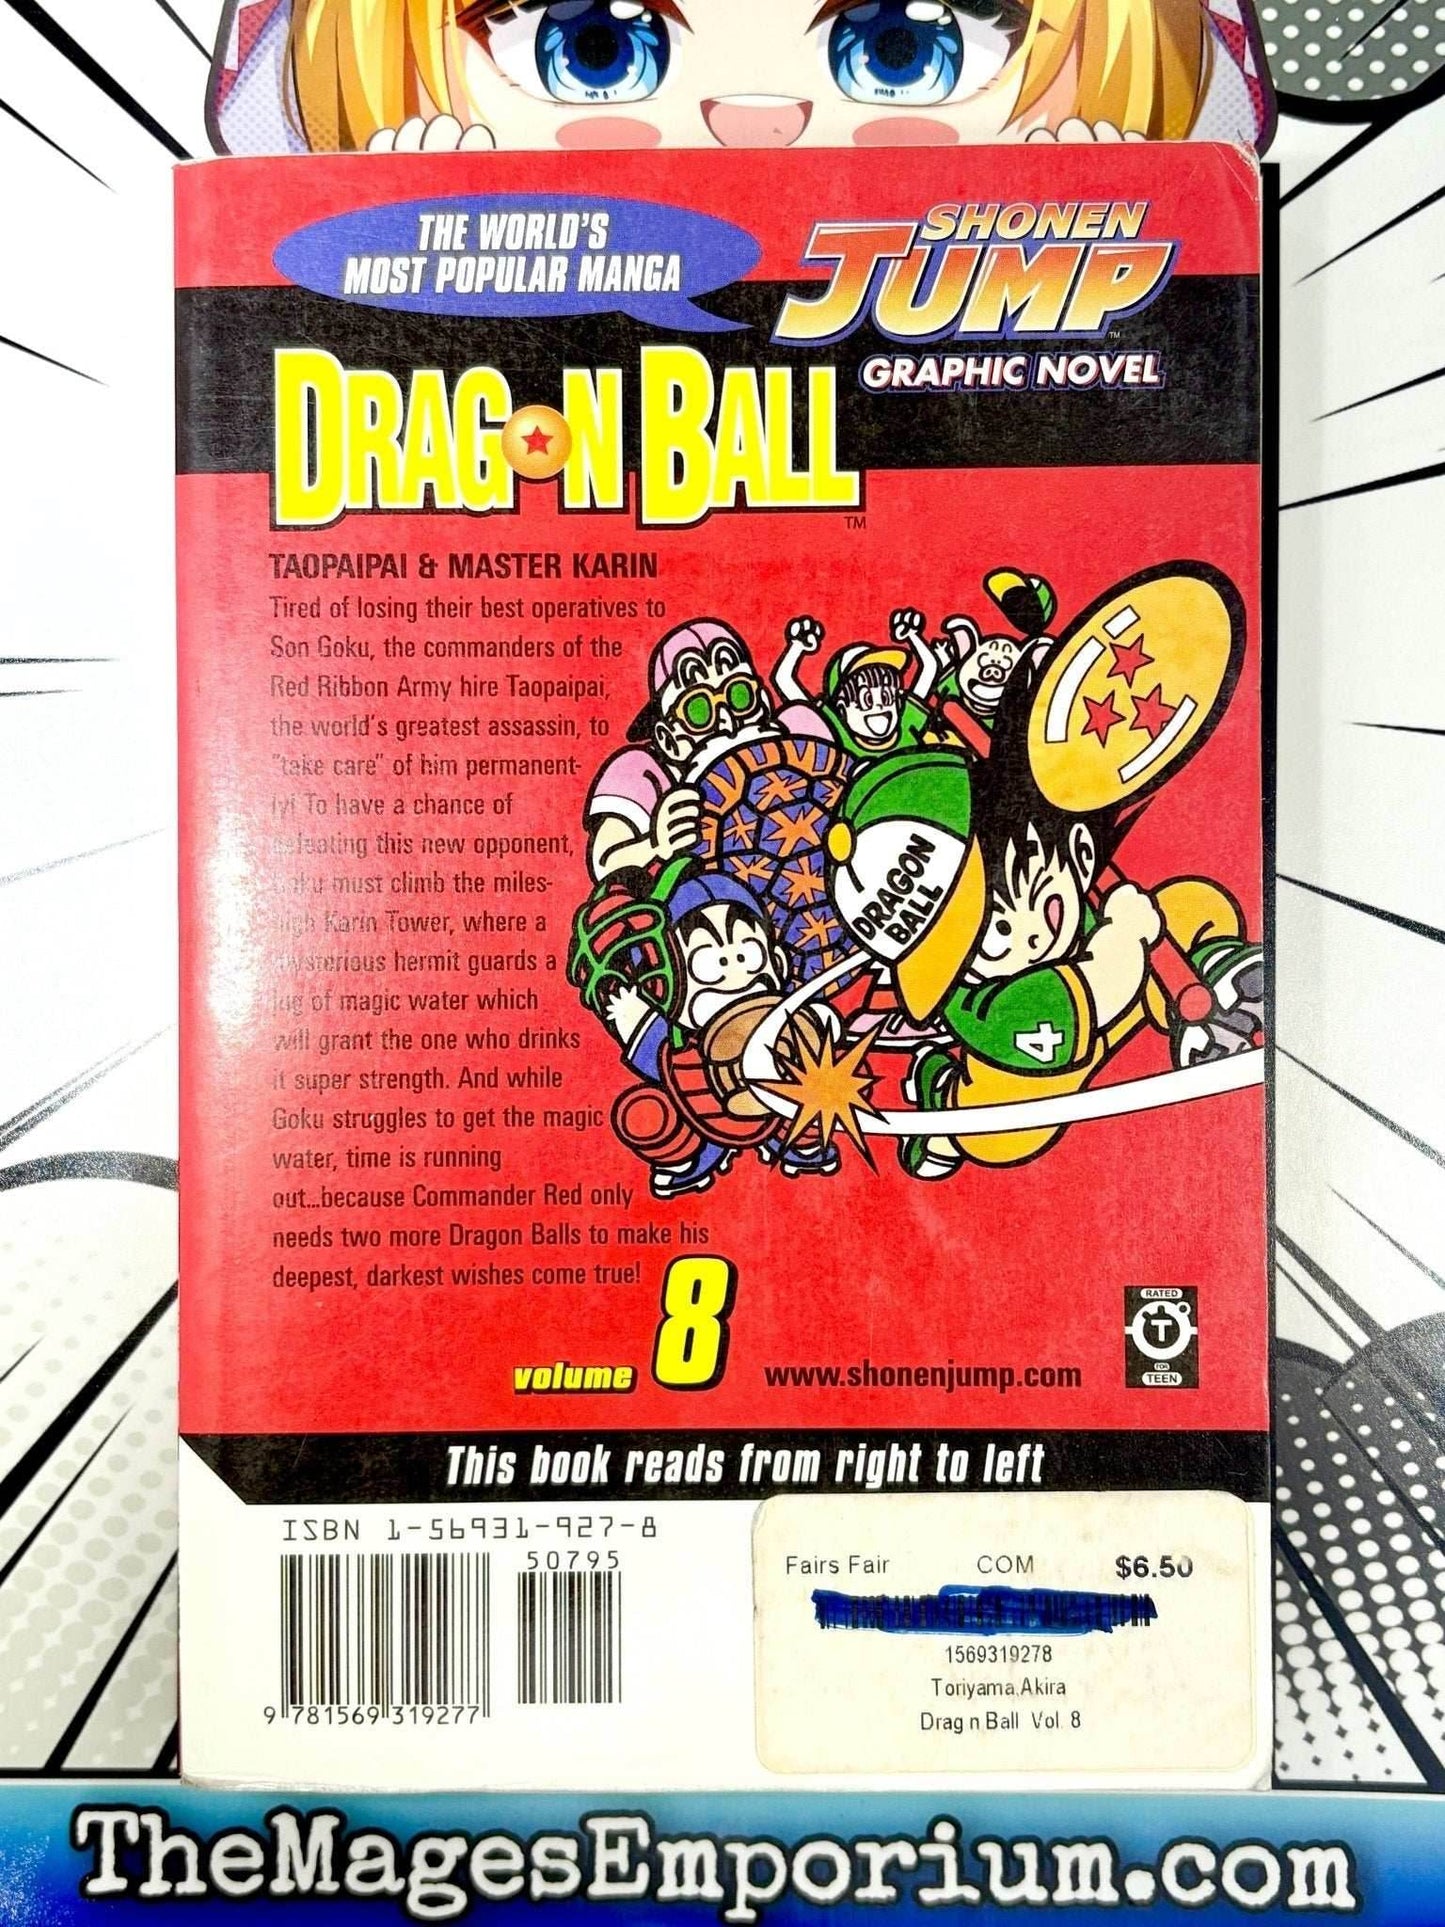 THE WORLD'S
MOST POPULAR MANGA
SHONEN
JUMP
™
GRAPHIC NOVEL
DRAGON BALL
™
TAOPAIPAI & MASTER KARIN
Tired of losing their best operatives to
Son Goku, the commanders of the
Red Ribbon Army hire Taopaipai,
the world's greatest assassin, to
"take care" of him permanent-
ly! To have a chance of
defeating this new opponent,
Goku must climb the miles-
high Karin Tower, where a
mysterious hermit guards a
jug of magic water which
will grant the one who drinks
it super strength. And while
Goku struggles to get the magic
water, time is running
out...because Commander Red only
needs two more Dragon Balls to make his
deepest, darkest wishes come true!
DRAGON
BALL
4
volume 8
www.shonenjump.com
RATED
T
FOR
TEEN
This book reads from right to left
ISBN 1-56931-927-8
50795
9 781569 319277
Fairs Fair COM $6.50
1569319278
Toriyama,Akira
Drag n Ball Vol. 8
TheMagesEmporium.com